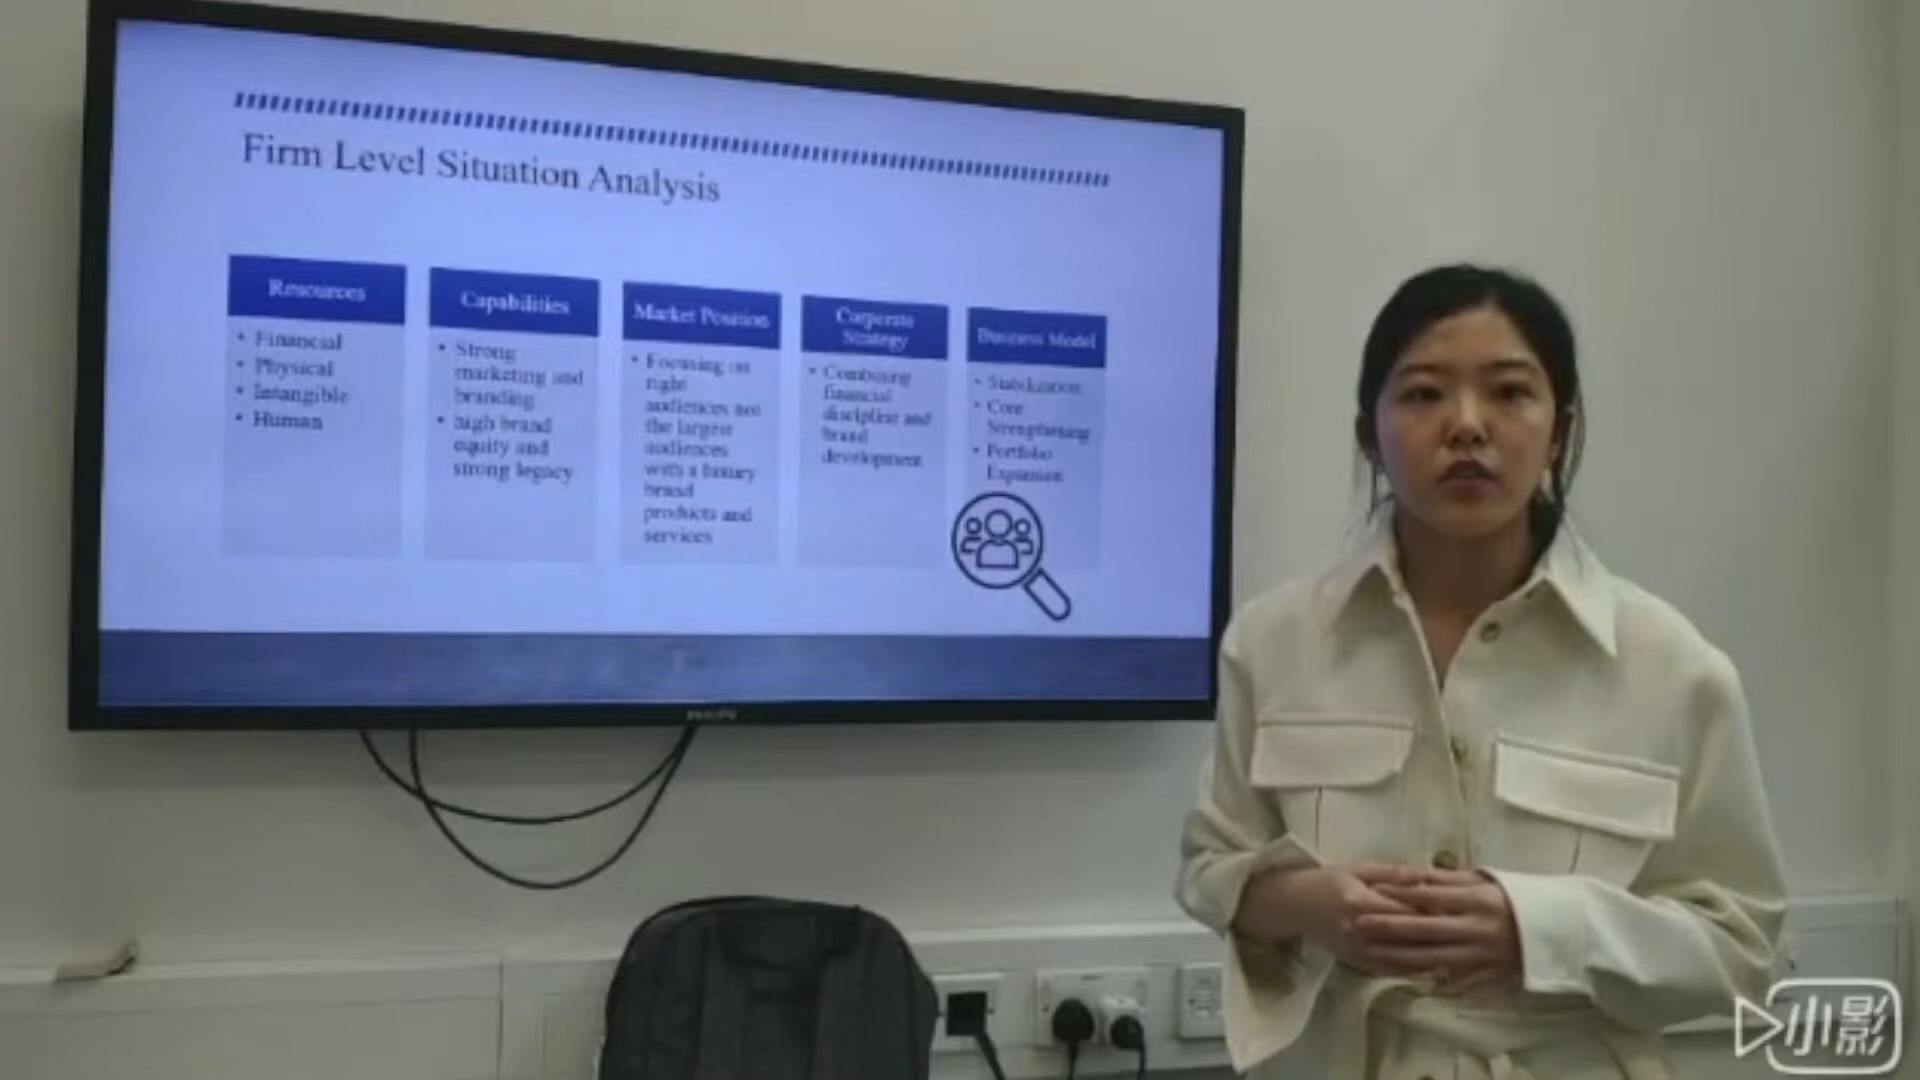 Firm Level Situation Analysis
Resources
• Financial
• Physical
• Intangible
• Human
Capabilities
• Strong
marketing and
branding
• high brand
equity and
strong legacy
Market Position
• Focusing on
right
audiences not
the largest
audiences
with a luxury
brand
products and
services
Corporate
Strategy
• Combining
financial
discipline and
brand
development
Business Model
• Stabilization
• Core
Strengthening
• Portfolio
Expansion
PHILIPS
小影